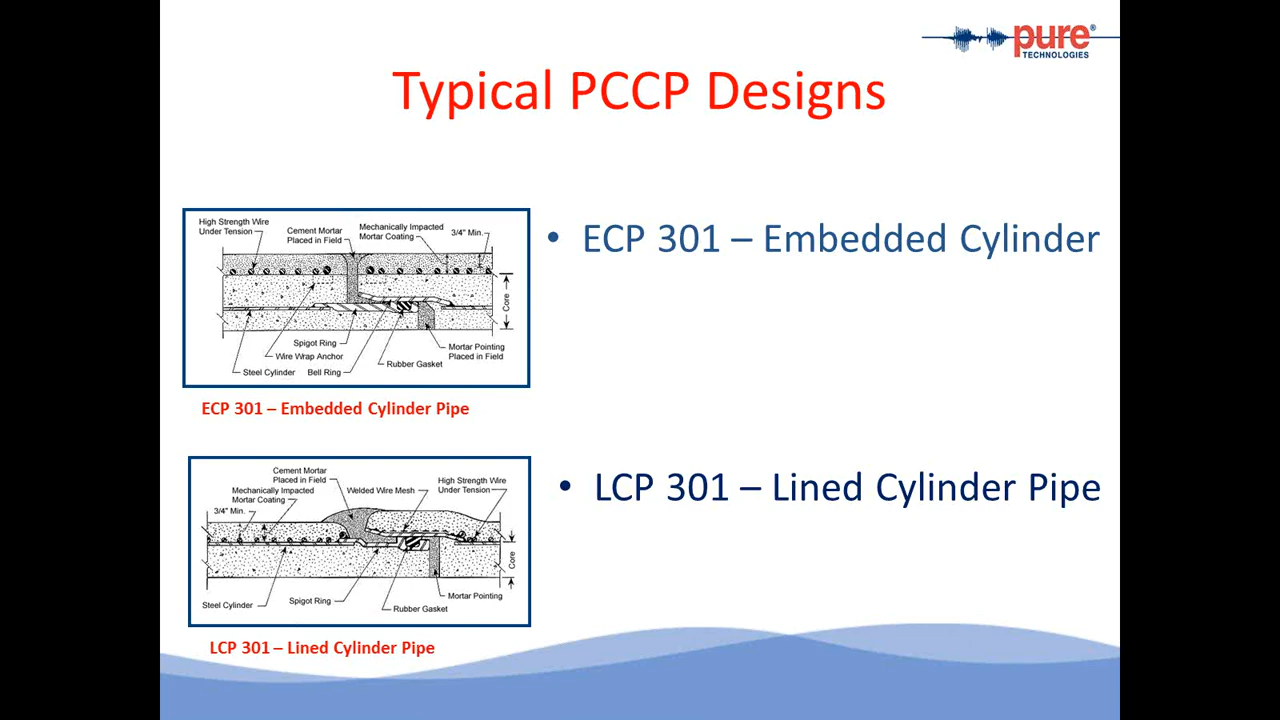 pure®
TECHNOLOGIES
Typical PCCP Designs
High Strength Wire
Under Tension
Cement Mortar
Placed in Field
Mechanically Impacted
Mortar Coating
3/4" Min.
Core
Spigot Ring
Wire Wrap Anchor
Steel Cylinder
Bell Ring
Rubber Gasket
Mortar Pointing
Placed in Field
ECP 301 – Embedded Cylinder Pipe
• ECP 301 – Embedded Cylinder
Cement Mortar
Placed in Field
Mechanically Impacted
Mortar Coating
3/4" Min.
Welded Wire Mesh
High Strength Wire
Under Tension
Core
Steel Cylinder
Spigot Ring
Rubber Gasket
Mortar Pointing
LCP 301 – Lined Cylinder Pipe
• LCP 301 – Lined Cylinder Pipe